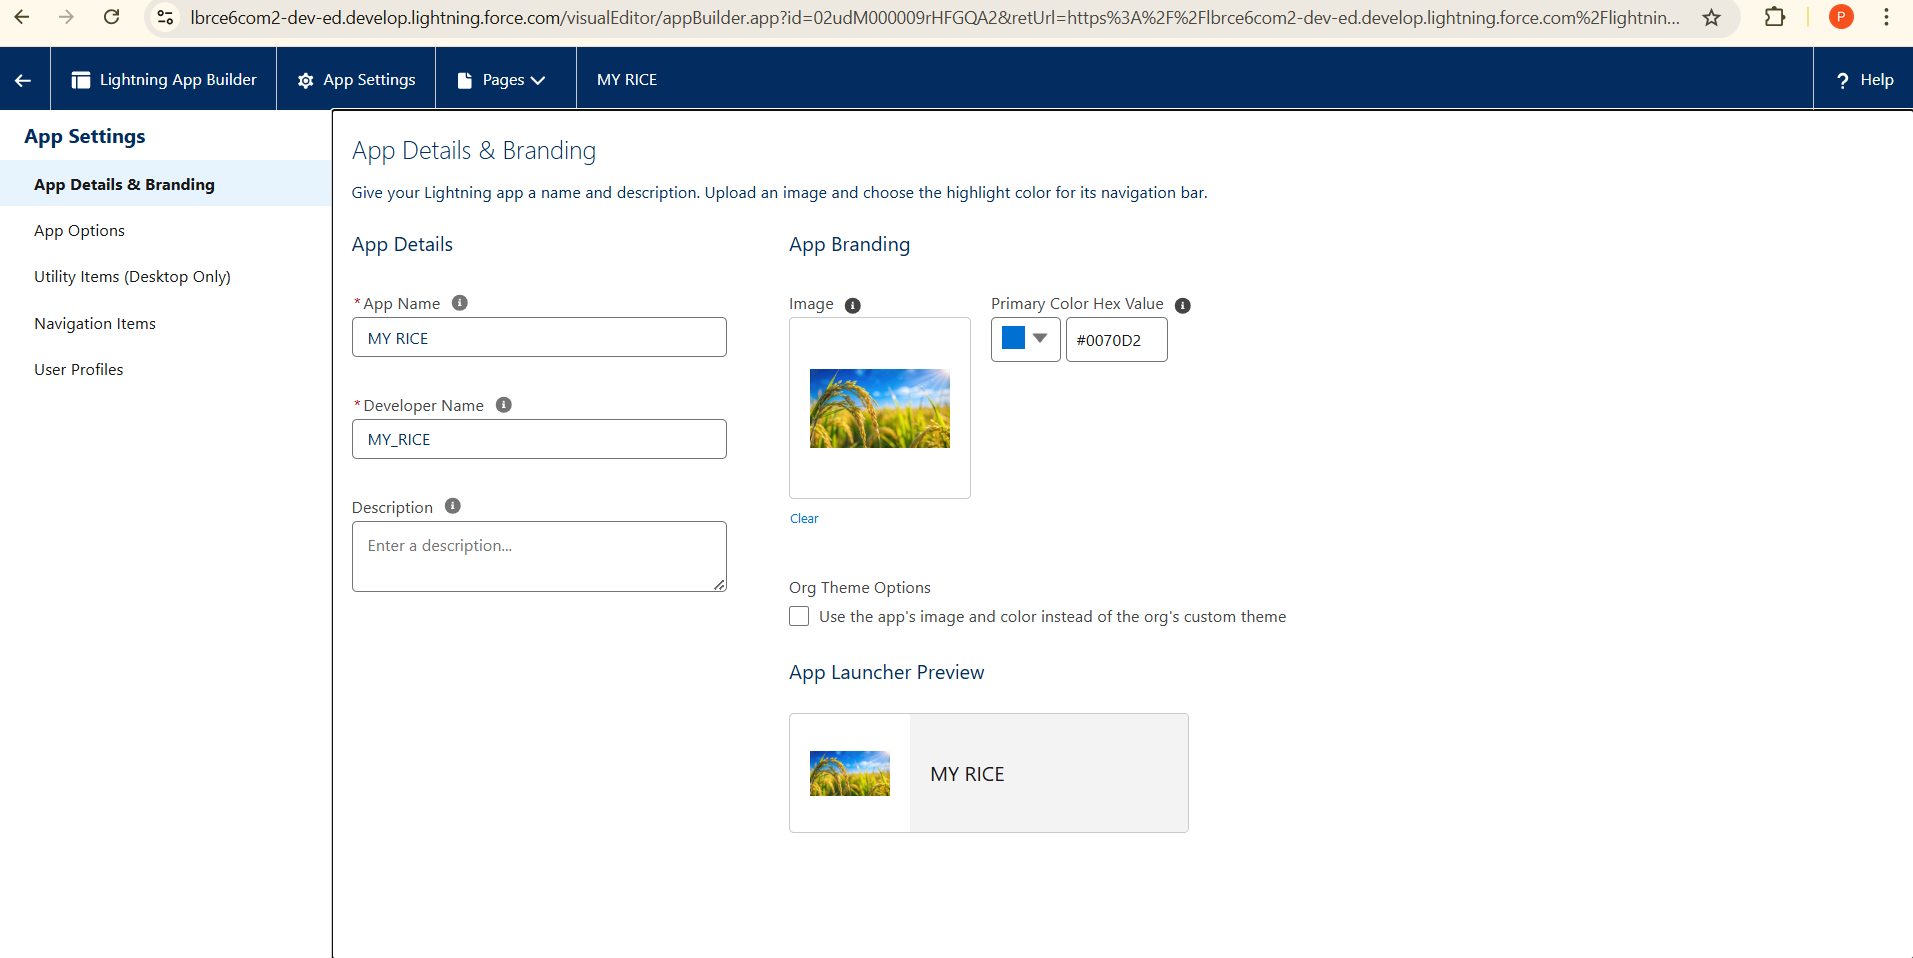 lbrce6com2-dev-ed.develop.lightning.force.com/visualEditor/appBuilder.app?id=02udM000009rHFGQA2&retUrl=https%3A%2F%2Flbrce6com2-dev-ed.develop.lightning.force.com%2Flightnin...
P
Lightning App Builder
App Settings
Pages
MY RICE
? Help
App Settings
App Details & Branding
App Options
Utility Items (Desktop Only)
Navigation Items
User Profiles
App Details & Branding
Give your Lightning app a name and description. Upload an image and choose the highlight color for its navigation bar.
App Details
*App Name
MY RICE
*Developer Name
MY_RICE
Description
Enter a description...
App Branding
Image
Primary Color Hex Value
#0070D2
Clear
Org Theme Options
Use the app's image and color instead of the org's custom theme
App Launcher Preview
MY RICE